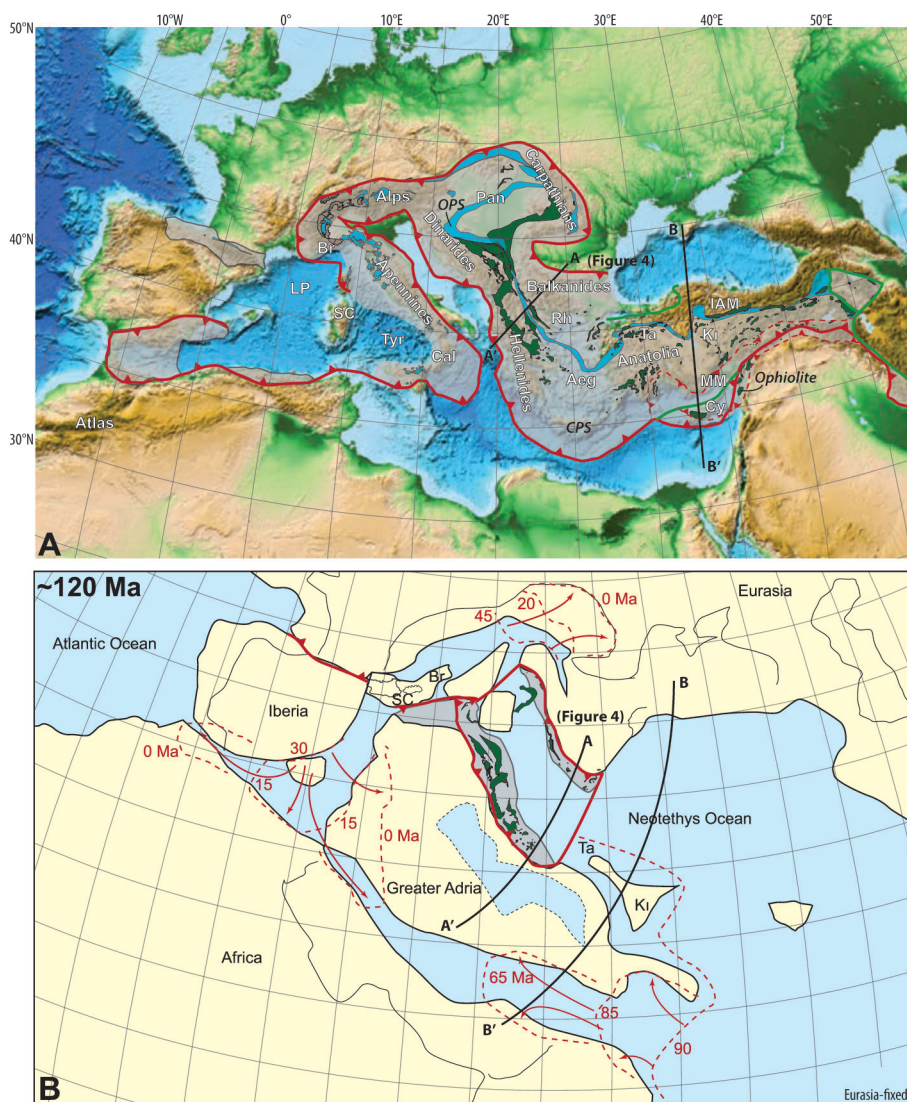 10°W 0° 10°E 20°E 30°E 40°E 50°E
50°N
40°N
30°N
Carpathians
Alps
OPS
Pan
Dinarides
B
Br
Apennines
A (Figure 4)
LP
Balkanides
IAM
SC
Rh
Ta
Kı
Tyr
A'
Hellenides
Anatolia
Cal
Aeg
MM
Ophiolite
Cy
Atlas
CPS
B'
A
~120 Ma
0 Ma
Eurasia
20
45
Atlantic Ocean
Br
SC
B
Iberia
(Figure 4)
A
0 Ma
30
15
Neotethys Ocean
15
0 Ma
Ta
Greater Adria
Kı
A'
Africa
65 Ma
85
B'
90
B
Eurasia-fixed